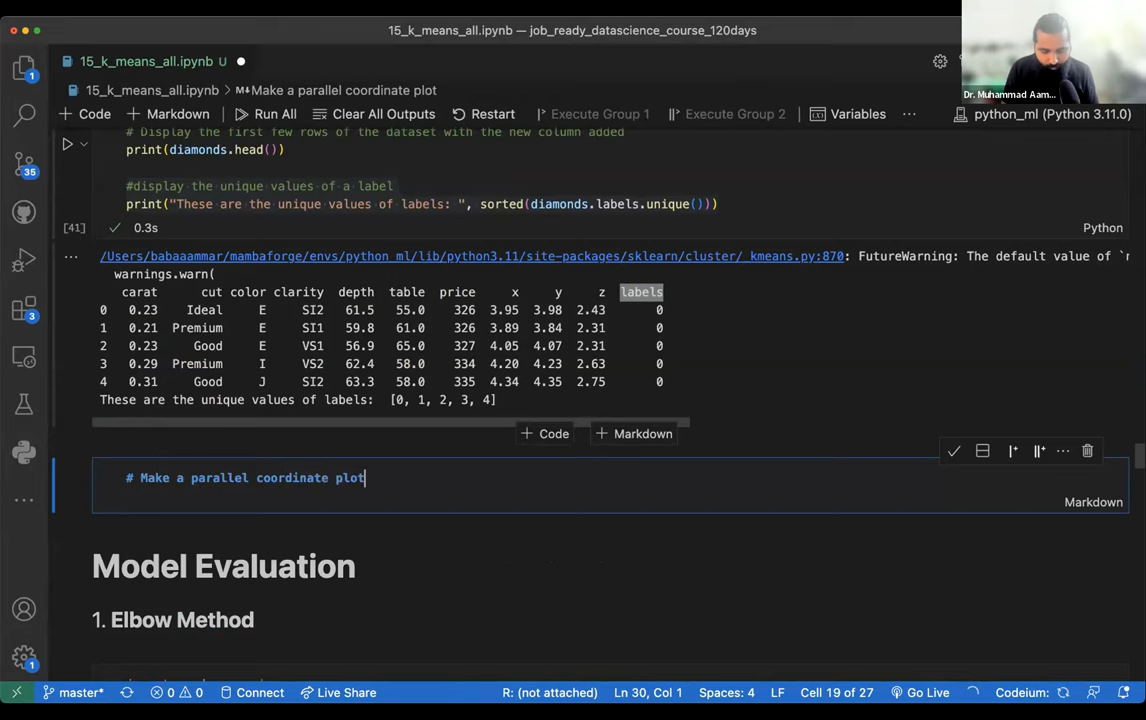 15_k_means_all.ipynb — job_ready_datascience_course_120days
15_k_means_all.ipynb U
15_k_means_all.ipynb > Make a parallel coordinate plot
+ Code + Markdown Run All Clear All Outputs Restart Execute Group 1 Execute Group 2 Variables ··· python_ml (Python 3.11.0)
# Display the first few rows of the dataset with the new column added
print(diamonds.head())
#display the unique values of a label
print("These are the unique values of labels: ", sorted(diamonds.labels.unique()))
[41] 0.3s Python
/Users/babaaammar/mambaforge/envs/python_ml/lib/python3.11/site-packages/sklearn/cluster/_kmeans.py:870: FutureWarning: The default value of `n
warnings.warn(
carat cut color clarity depth table price x y z labels
0 0.23 Ideal E SI2 61.5 55.0 326 3.95 3.98 2.43 0
1 0.21 Premium E SI1 59.8 61.0 326 3.89 3.84 2.31 0
2 0.23 Good E VS1 56.9 65.0 327 4.05 4.07 2.31 0
3 0.29 Premium I VS2 62.4 58.0 334 4.20 4.23 2.63 0
4 0.31 Good J SI2 63.3 58.0 335 4.34 4.35 2.75 0
These are the unique values of labels: [0, 1, 2, 3, 4]
+ Code + Markdown
# Make a parallel coordinate plot
Markdown
Model Evaluation
1. Elbow Method
master* 0 0 Connect Live Share R: (not attached) Ln 30, Col 1 Spaces: 4 LF Cell 19 of 27 Go Live Codeium:
Dr. Muhammad Aam...
1
35
3
1